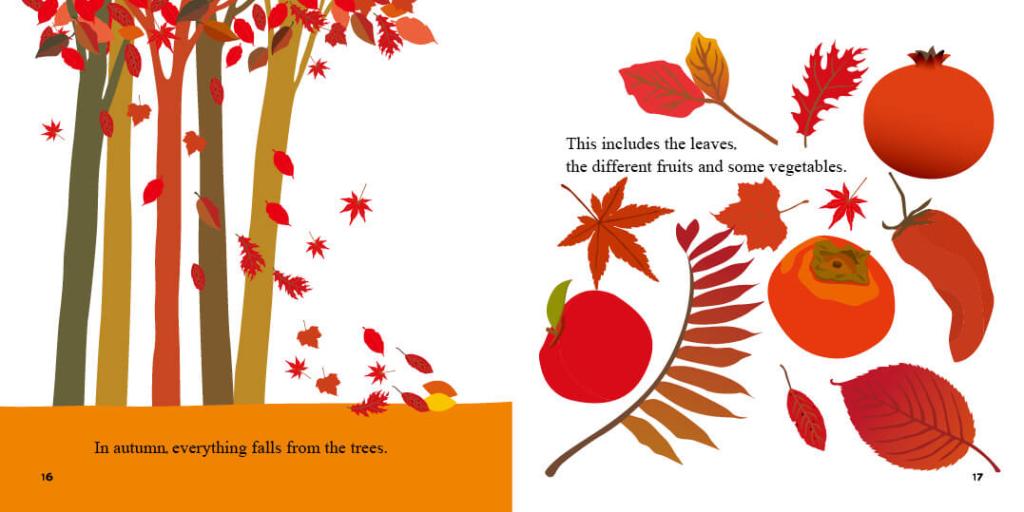 In autumn, everything falls from the trees.
16
This includes the leaves,
the different fruits and some vegetables.
17